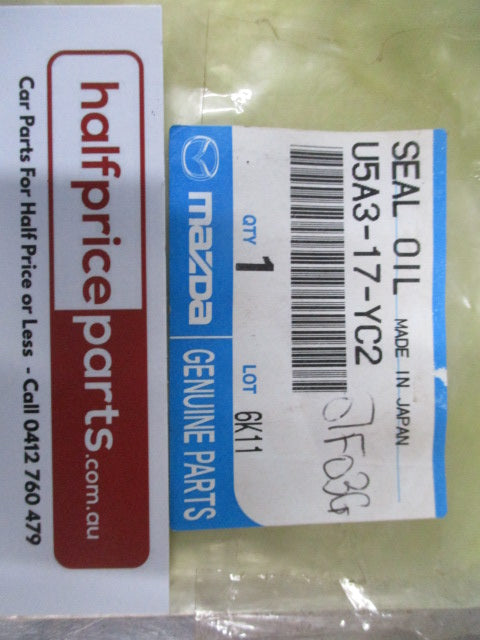 SEAL OIL
MADE IN JAPAN
U5A3-17-YC2
QTY
1
LOT
6K11
mazda GENUINE PARTS
halfpriceparts.com.au
Car Parts For Half Price or Less - Call 0412 760 479